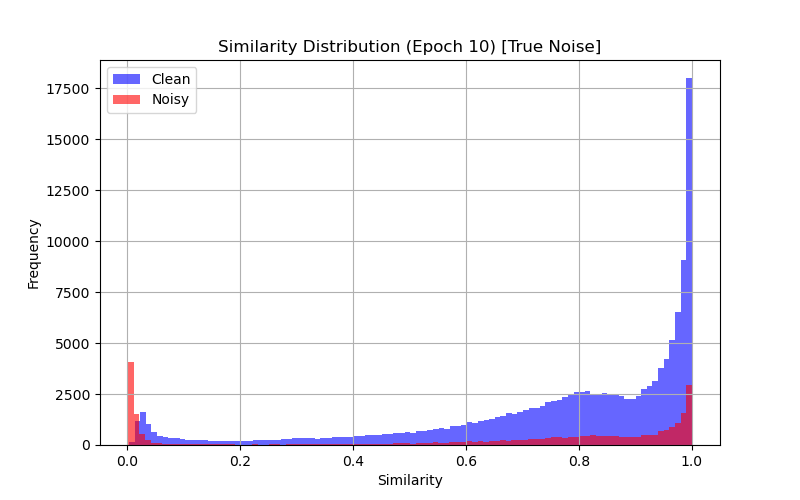 Similarity Distribution (Epoch 10) [True Noise]
Clean
Noisy
17500
15000
12500
10000
7500
5000
2500
0
Frequency
0.0 0.2 0.4 0.6 0.8 1.0
Similarity